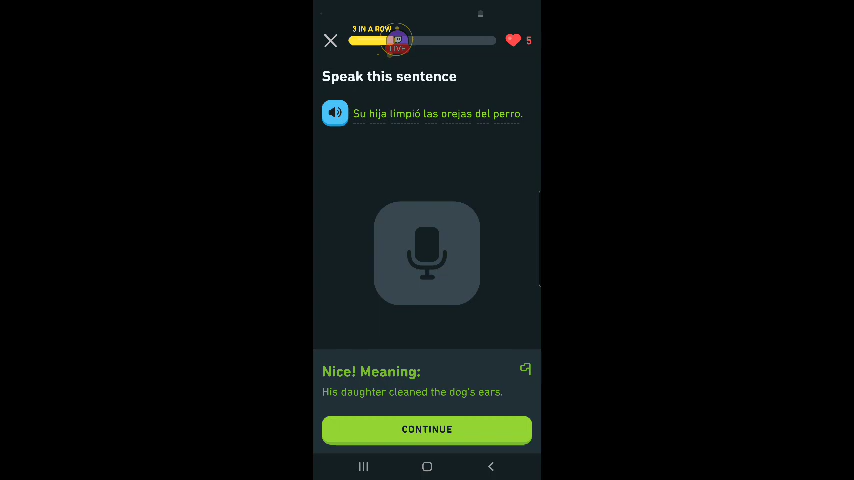 3 IN A ROW
LIVE
5
Speak this sentence
Su hija limpió las orejas del perro.
Nice! Meaning:
His daughter cleaned the dog's ears.
CONTINUE